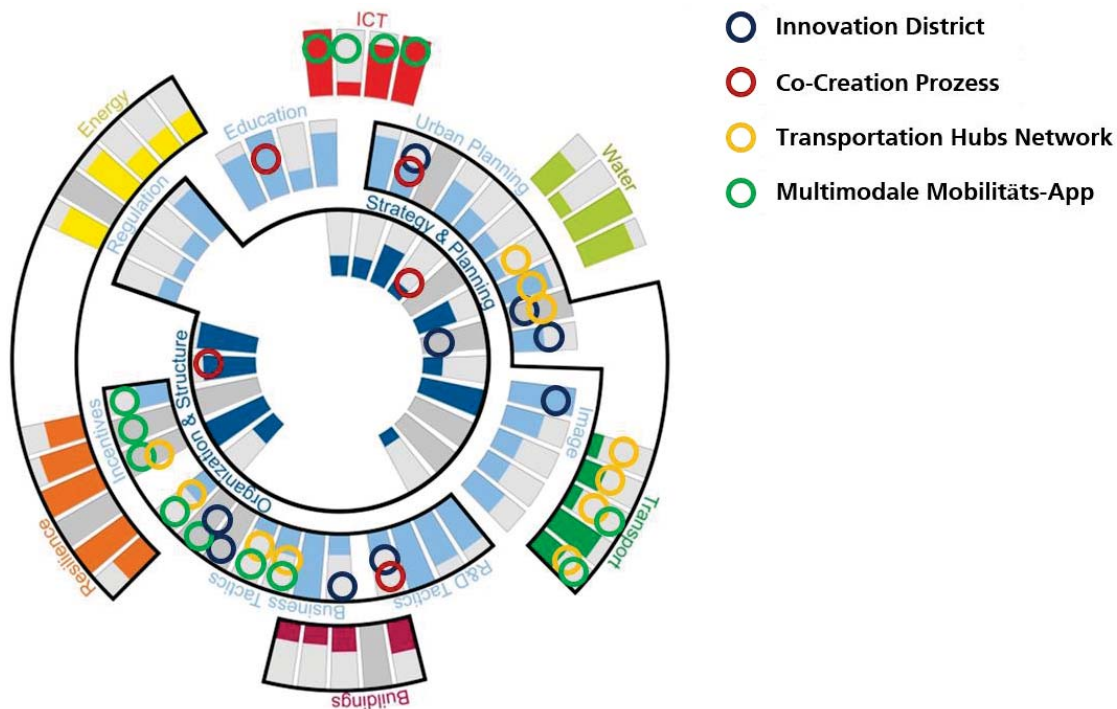 ICT
Education
Energy
Regulation
Urban Planning
Water
Strategy & Planning
Organization & Structure
Incentives
Image
Transport
Resilience
Business Tactics
R&D Tactics
Buildings
Innovation District
Co-Creation Prozess
Transportation Hubs Network
Multimodale Mobilitäts-App